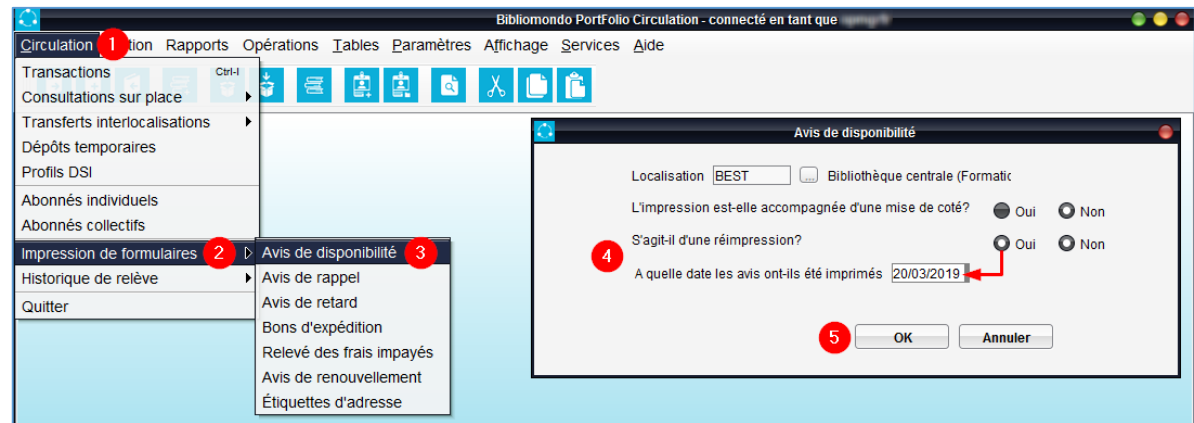 Bibliomondo PortFolio Circulation - connecté en tant que
Circulation 1 tion Rapports Opérations Tables Paramètres Affichage Services Aide
Transactions Ctrl-I
Consultations sur place
Transferts interlocalisations
Dépôts temporaires
Profils DSI
Abonnés individuels
Abonnés collectifs
Impression de formulaires 2
Historique de relève
Quitter
Avis de disponibilité 3
Avis de rappel
Avis de retard
Bons d'expédition
Relevé des frais impayés
Avis de renouvellement
Étiquettes d'adresse
Avis de disponibilité
Localisation BEST ... Bibliothèque centrale (Formatic
L'impression est-elle accompagnée d'une mise de coté? Oui Non
S'agit-il d'une réimpression? Oui Non
4
A quelle date les avis ont-ils été imprimés 20/03/2019
5 OK Annuler